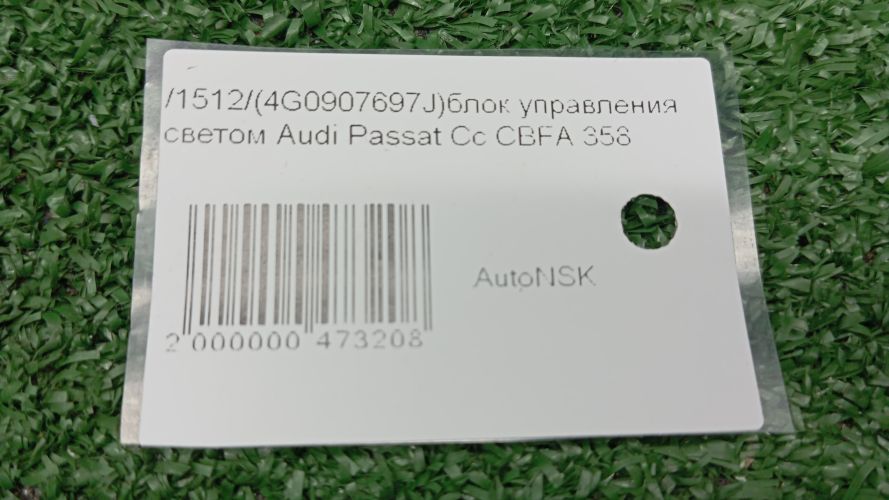 /1512/(4G0907697J)блок управления
светом Audi Passat Cc CBFA 358
AutoNSK
2 000000 473208